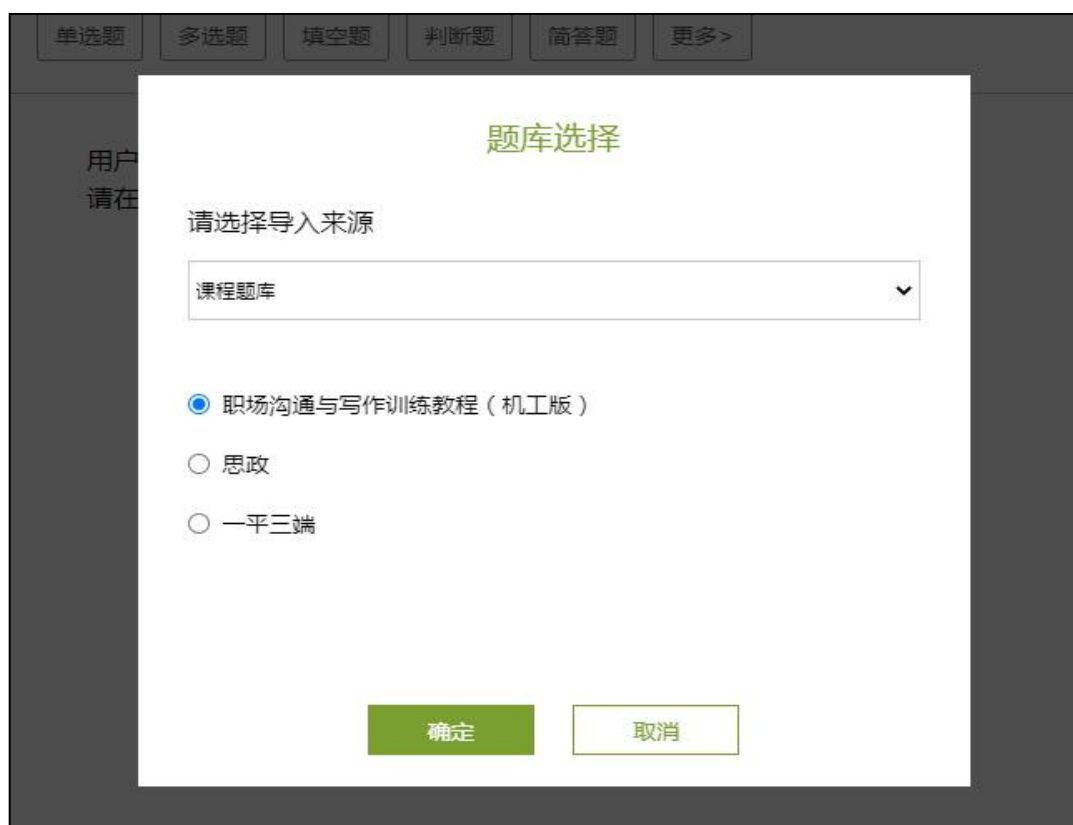 单选题 多选题 填空题 判断题 简答题 更多>
题库选择
用户
请在
请选择导入来源
课程题库
职场沟通与写作训练教程（机工版）
思政
一平三端
确定 取消